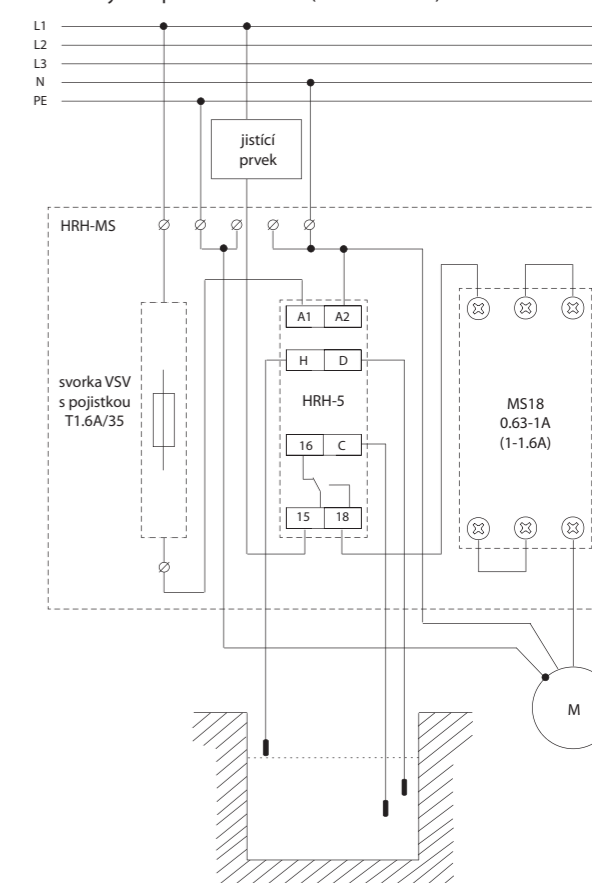 L1
L2
L3
N
PE
jistící
prvek
HRH-MS
A1 A2
H D
svorka VSV
s pojistkou
T1.6A/35
HRH-5
MS18
0.63-1A
(1-1.6A)
16 C
15 18
M